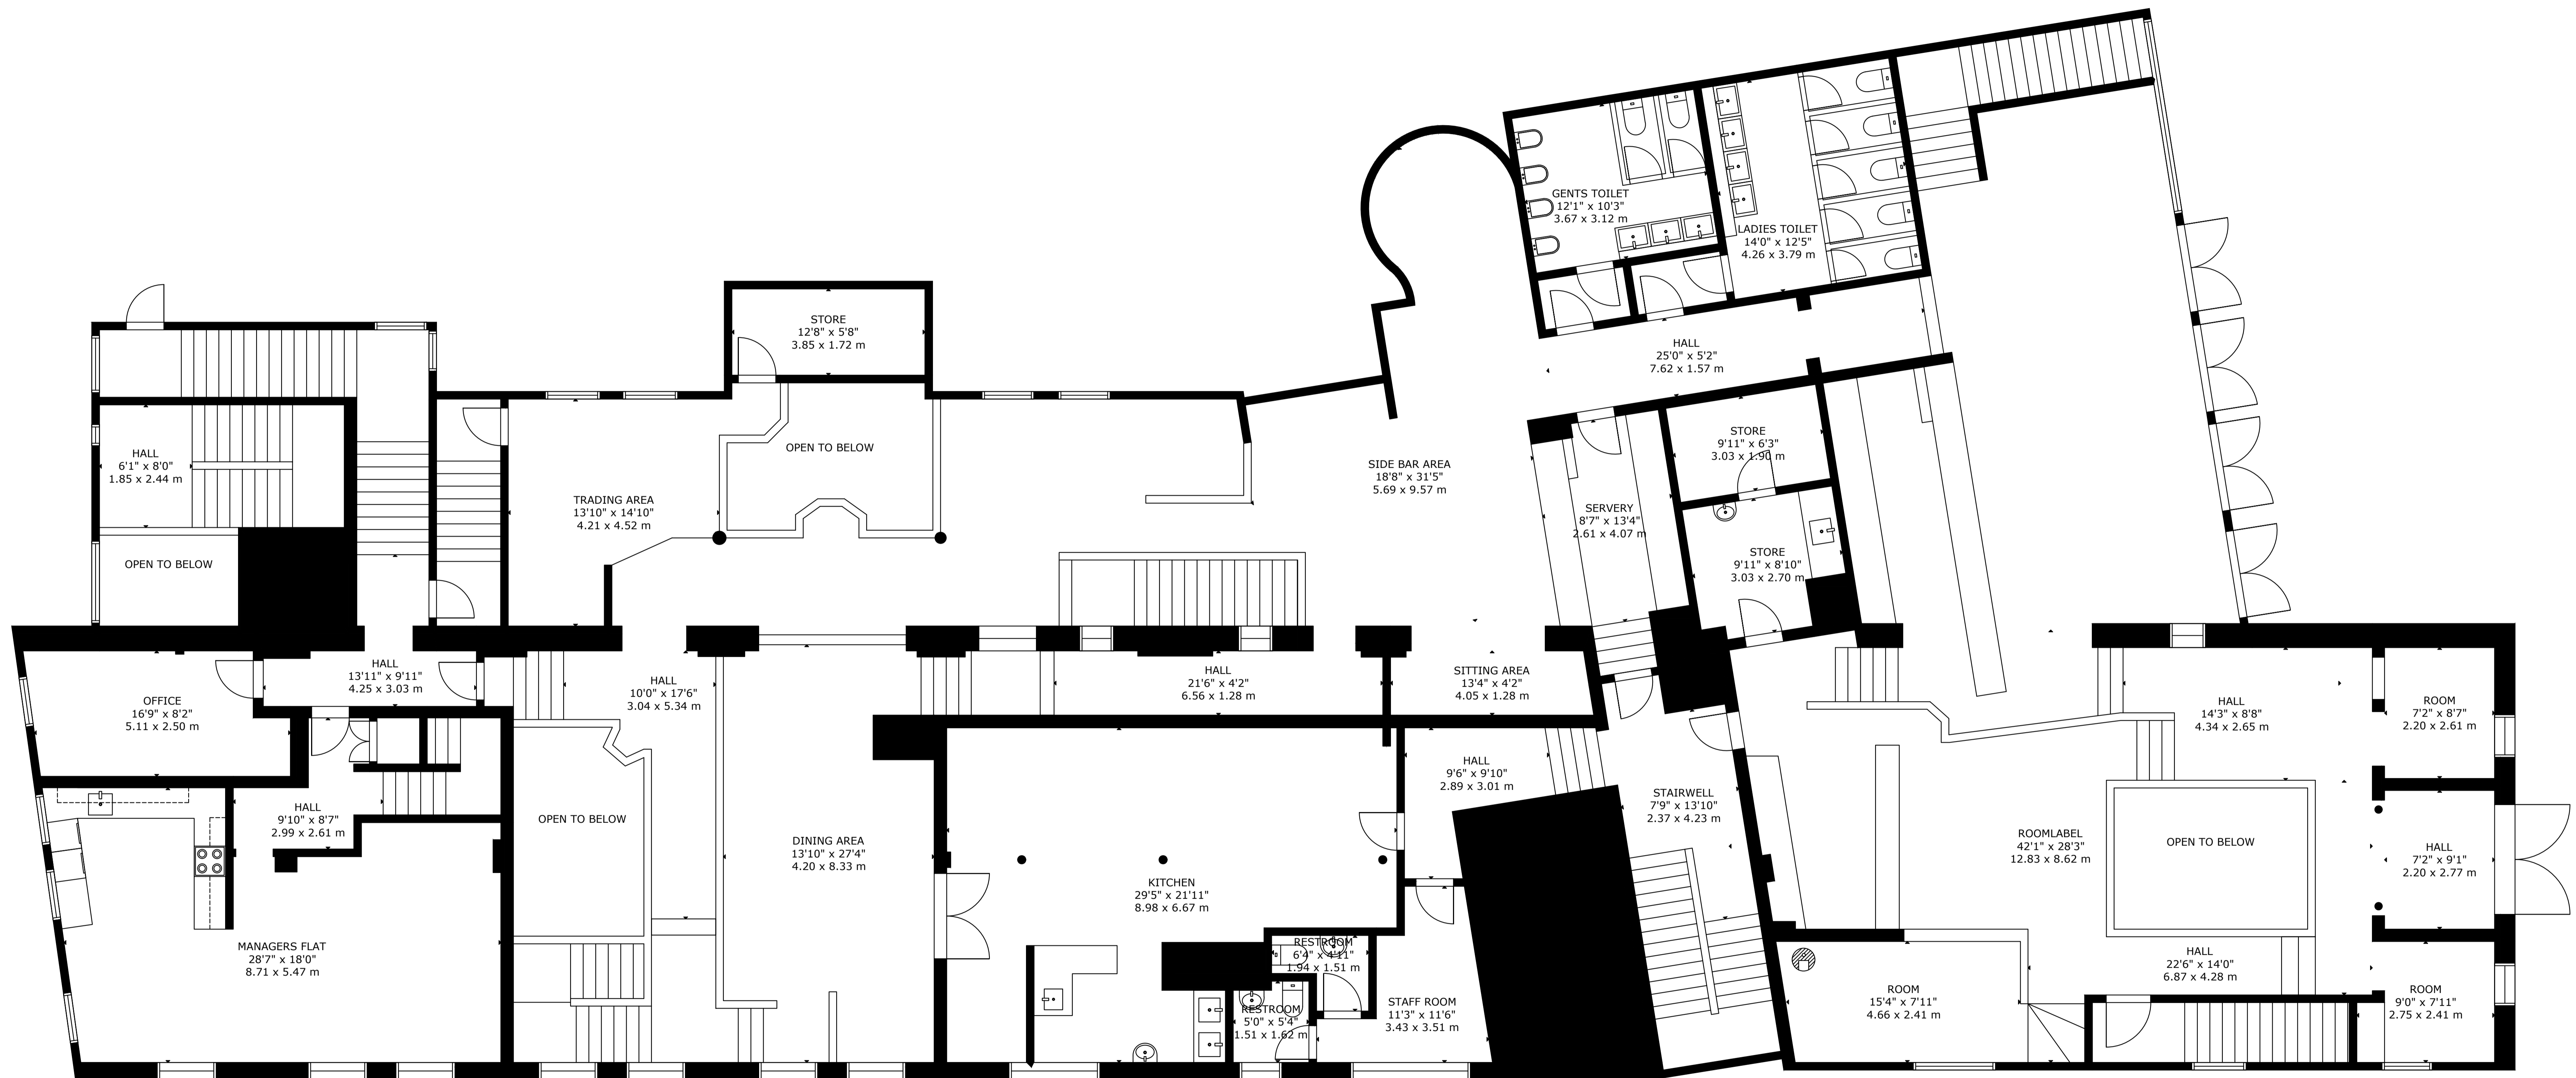 GENTS TOILET
12'1" x 10'3"
3.67 x 3.12 m
LADIES TOILET
14'0" x 12'5"
4.26 x 3.79 m
STORE
12'8" x 5'8"
3.85 x 1.72 m
HALL
25'0" x 5'2"
7.62 x 1.57 m
HALL
6'1" x 8'0"
1.85 x 2.44 m
OPEN TO BELOW
TRADING AREA
13'10" x 14'10"
4.21 x 4.52 m
OPEN TO BELOW
SIDE BAR AREA
18'8" x 31'5"
5.69 x 9.57 m
STORE
9'11" x 6'3"
3.03 x 1.90 m
SERVERY
8'7" x 13'4"
2.61 x 4.07 m
STORE
9'11" x 8'10"
3.03 x 2.70 m
OFFICE
16'9" x 8'2"
5.11 x 2.50 m
HALL
13'11" x 9'11"
4.25 x 3.03 m
HALL
10'0" x 17'6"
3.04 x 5.34 m
HALL
21'6" x 4'2"
6.56 x 1.28 m
SITTING AREA
13'4" x 4'2"
4.05 x 1.28 m
HALL
14'3" x 8'8"
4.34 x 2.65 m
ROOM
7'2" x 8'7"
2.20 x 2.61 m
HALL
9'10" x 8'7"
2.99 x 2.61 m
OPEN TO BELOW
DINING AREA
13'10" x 27'4"
4.20 x 8.33 m
KITCHEN
29'5" x 21'11"
8.98 x 6.67 m
HALL
9'6" x 9'10"
2.89 x 3.01 m
STAIRWELL
7'9" x 13'10"
2.37 x 4.23 m
ROOMLABEL
42'1" x 28'3"
12.83 x 8.62 m
OPEN TO BELOW
HALL
7'2" x 9'1"
2.20 x 2.77 m
MANAGERS FLAT
28'7" x 18'0"
8.71 x 5.47 m
RESTROOM
6'4" x 4'11"
1.94 x 1.51 m
RESTROOM
5'0" x 5'4"
1.51 x 1.62 m
STAFF ROOM
11'3" x 11'6"
3.43 x 3.51 m
ROOM
15'4" x 7'11"
4.66 x 2.41 m
HALL
22'6" x 14'0"
6.87 x 4.28 m
ROOM
9'0" x 7'11"
2.75 x 2.41 m